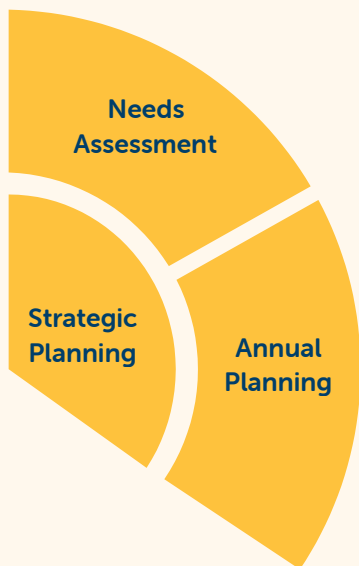 Needs
Assessment
Strategic
Planning
Annual
Planning